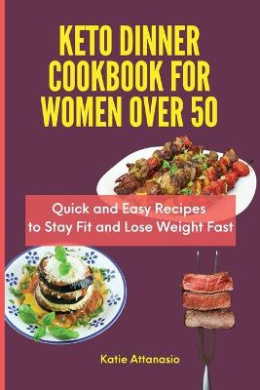 KETO DINNER
COOKBOOK FOR
WOMEN OVER 50
Quick and Easy Recipes
to Stay Fit and Lose Weight Fast
Katie Attanasio